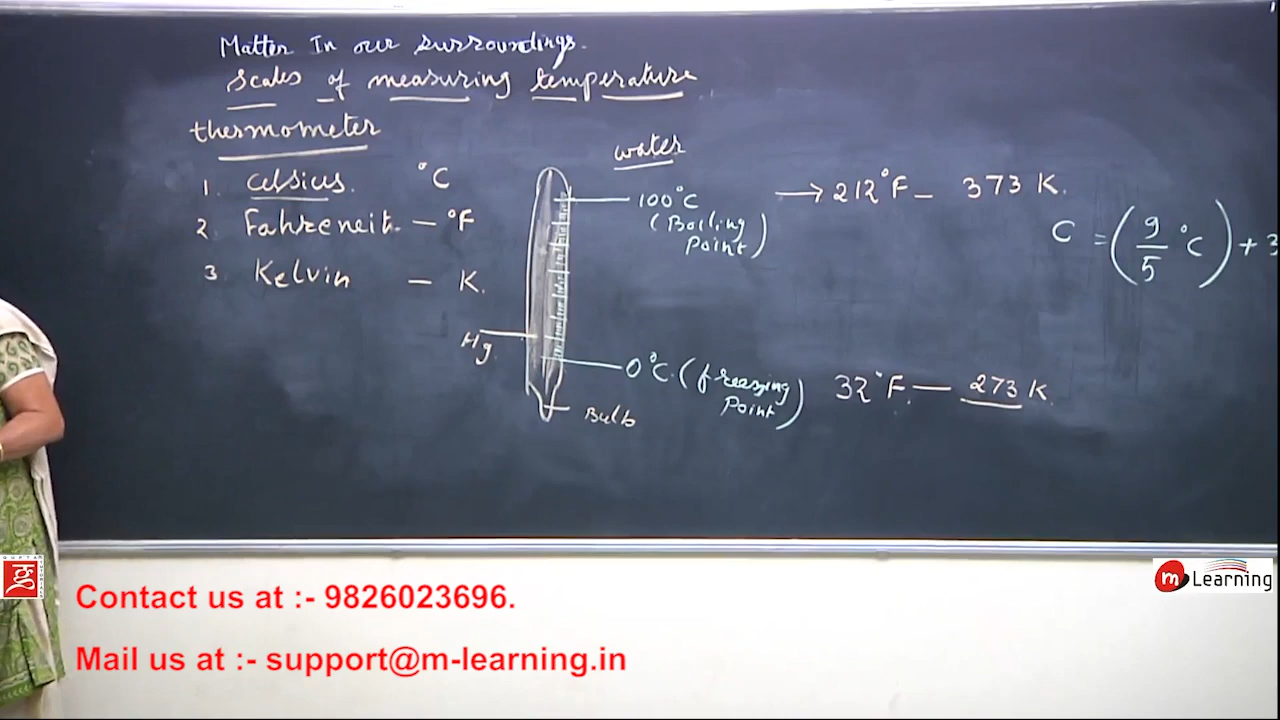 Matter In our surroundings.
Scales of measuring temperature
thermometer
1. Celsius. °C
2. Fahreneit. — °F
3. Kelvin — K.
water
100°C → 212°F — 373 K.
(Boiling
Point)
C = (9/5 °C) + 3
Hg
0°C. (freezing 32°F — 273 K.
Point)
Bulb
m Learning
Contact us at :- 9826023696.
Mail us at :- support@m-learning.in